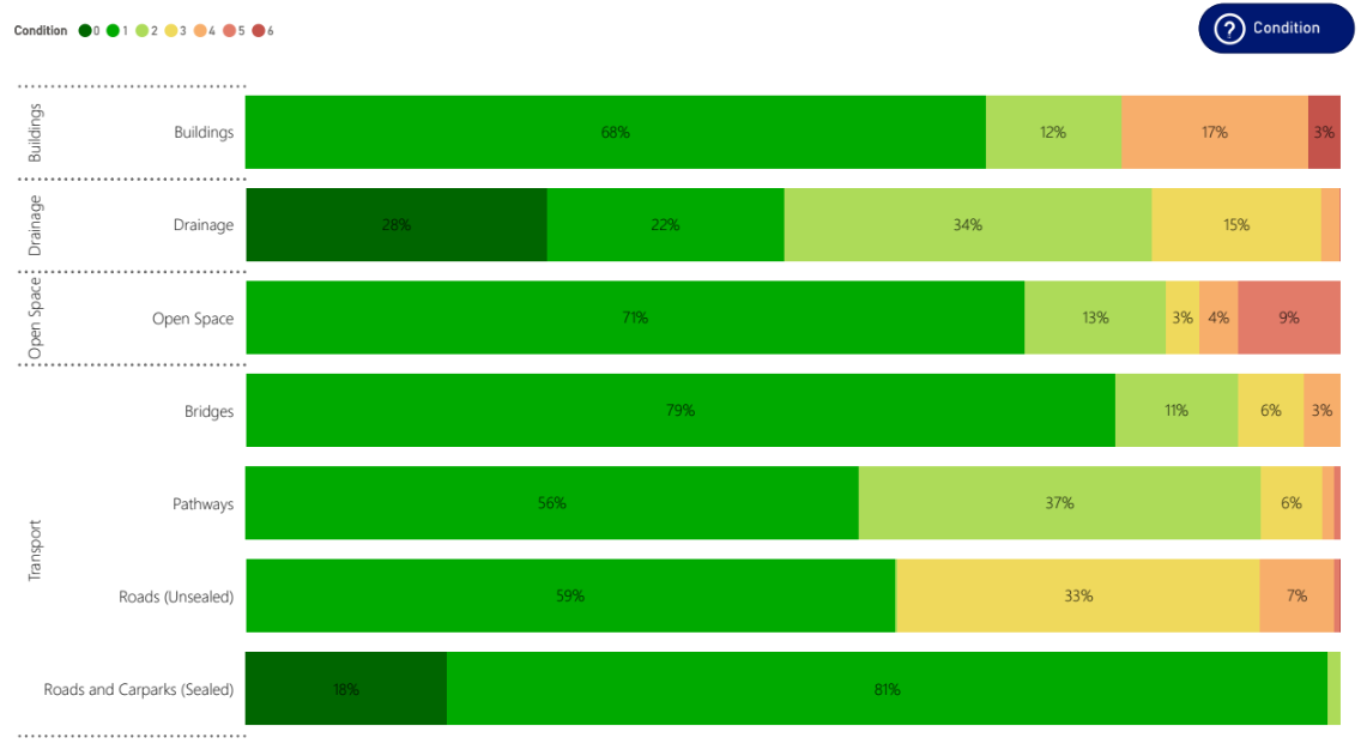 Condition 0 1 2 3 4 5 6
? Condition
Buildings
Buildings 68% 12% 17% 3%
Drainage
Drainage 28% 22% 34% 15%
Open Space
Open Space 71% 13% 3% 4% 9%
Transport
Bridges 79% 11% 6% 3%
Pathways 56% 37% 6%
Roads (Unsealed) 59% 33% 7%
Roads and Carparks (Sealed) 18% 81%